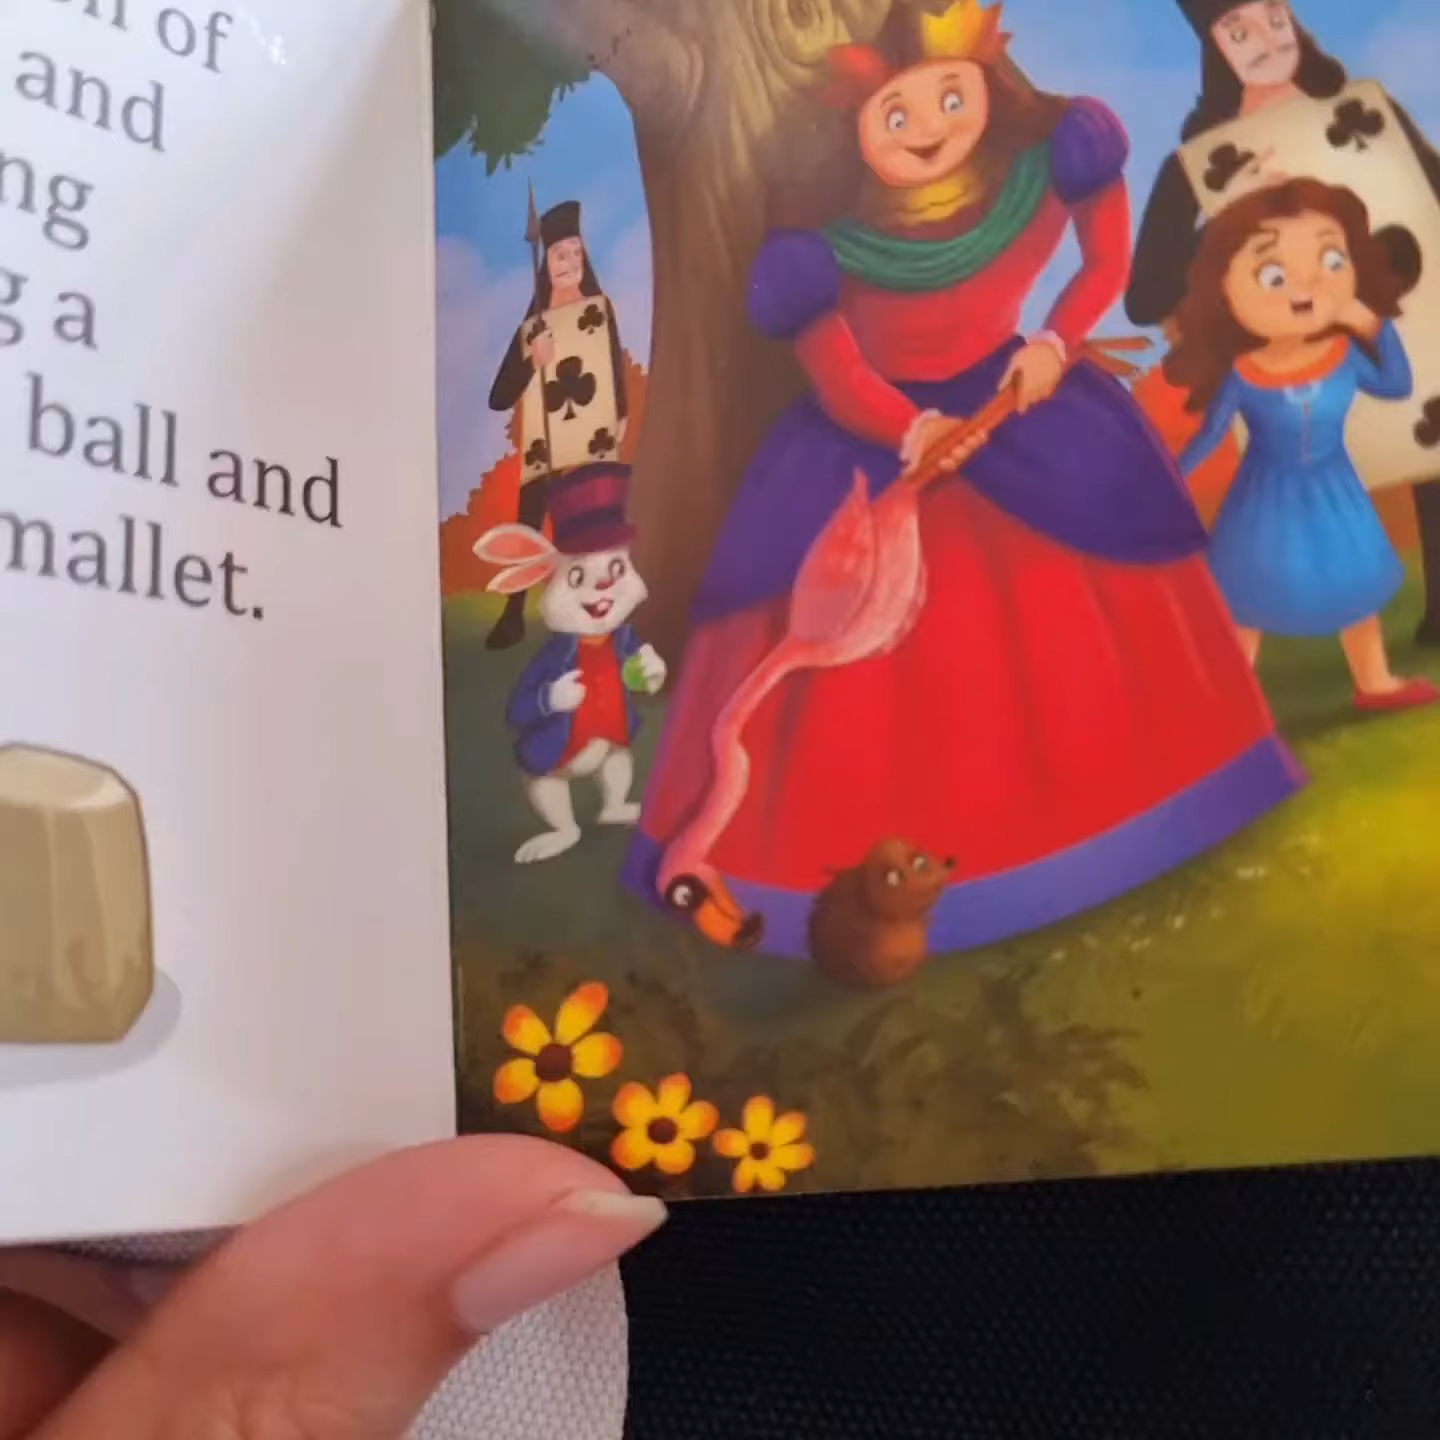 of
and
g a
ball and
mallet.